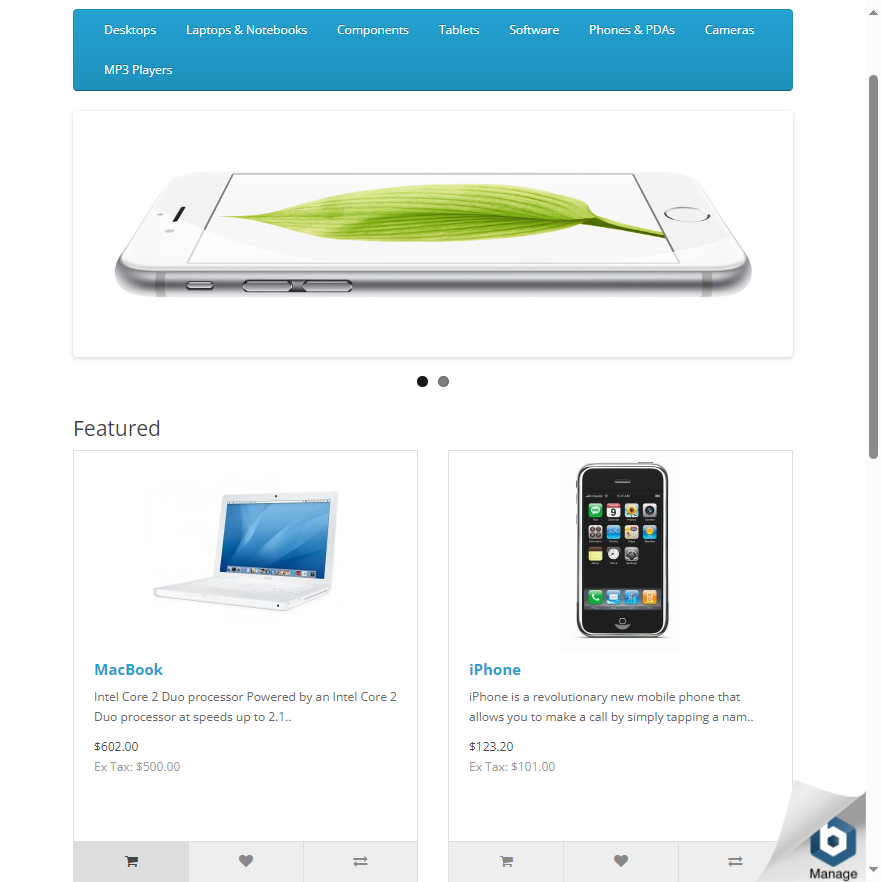 Desktops Laptops & Notebooks Components Tablets Software Phones & PDAs Cameras
MP3 Players
Featured
MacBook
Intel Core 2 Duo processor Powered by an Intel Core 2
Duo processor at speeds up to 2.1..
$602.00
Ex Tax: $500.00
iPhone
iPhone is a revolutionary new mobile phone that
allows you to make a call by simply tapping a nam..
$123.20
Ex Tax: $101.00
Manage